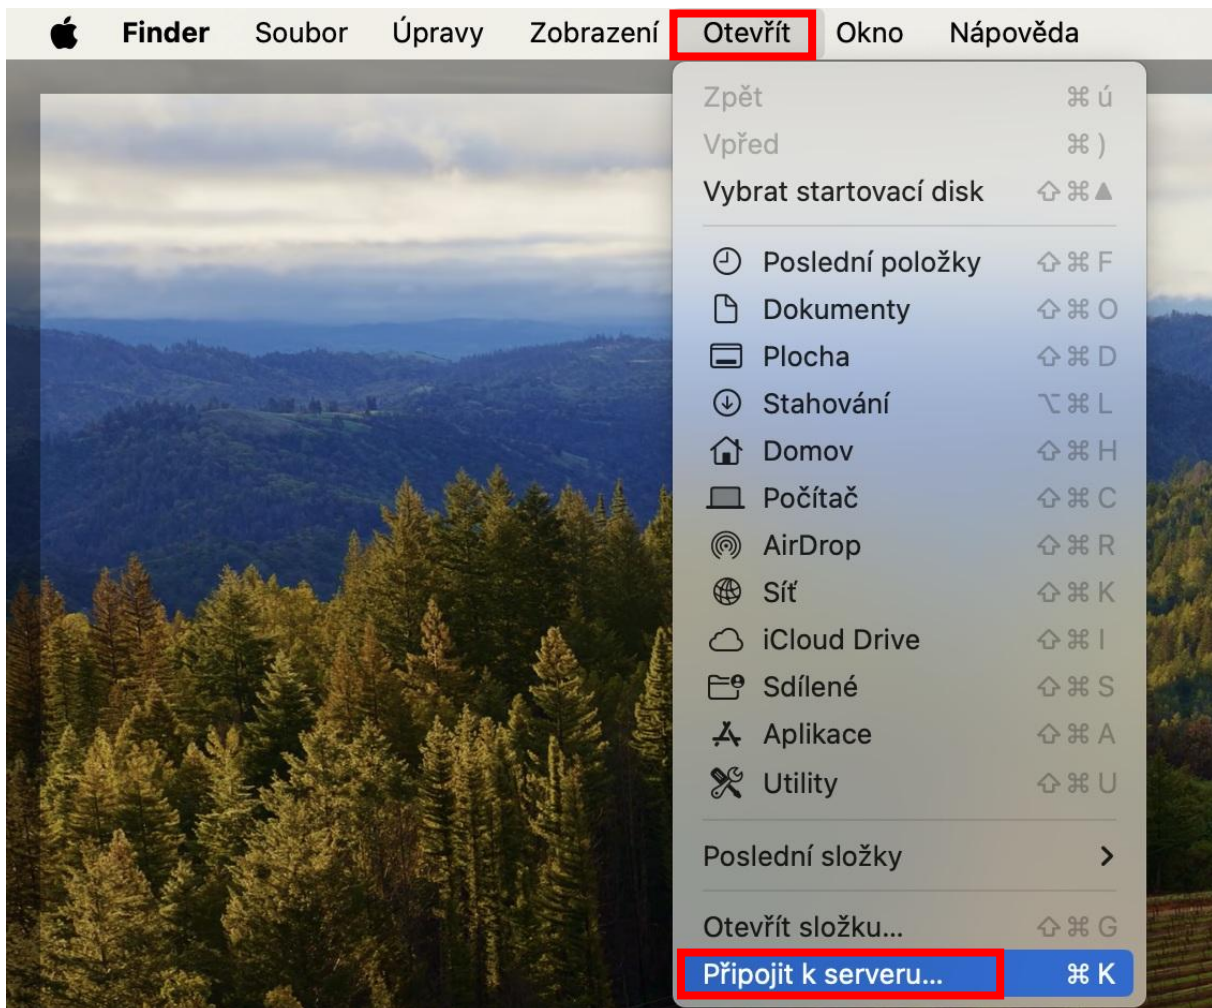 Finder Soubor Úpravy Zobrazení Otevřít Okno Nápověda
Zpět ⌘ ú
Vpřed ⌘ )
Vybrat startovací disk ⇧ ⌘ ▲
Poslední položky ⇧ ⌘ F
Dokumenty ⇧ ⌘ O
Plocha ⇧ ⌘ D
Stahování ⌥ ⌘ L
Domov ⇧ ⌘ H
Počítač ⇧ ⌘ C
AirDrop ⇧ ⌘ R
Síť ⇧ ⌘ K
iCloud Drive ⇧ ⌘ I
Sdílené ⇧ ⌘ S
Aplikace ⇧ ⌘ A
Utility ⇧ ⌘ U
Poslední složky
Otevřít složku... ⇧ ⌘ G
Připojit k serveru... ⌘ K